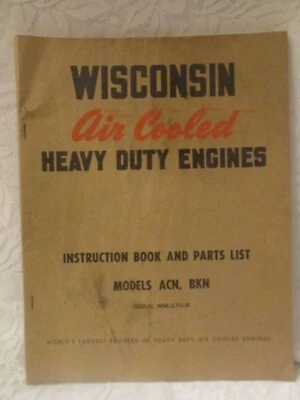 WISCONSIN
Air Cooled
HEAVY DUTY ENGINES
INSTRUCTION BOOK AND PARTS LIST
MODELS ACN, BKN
ISSUE
WORLD'S LARGEST BUILDERS OF HEAVY DUTY AIR COOLED ENGINES